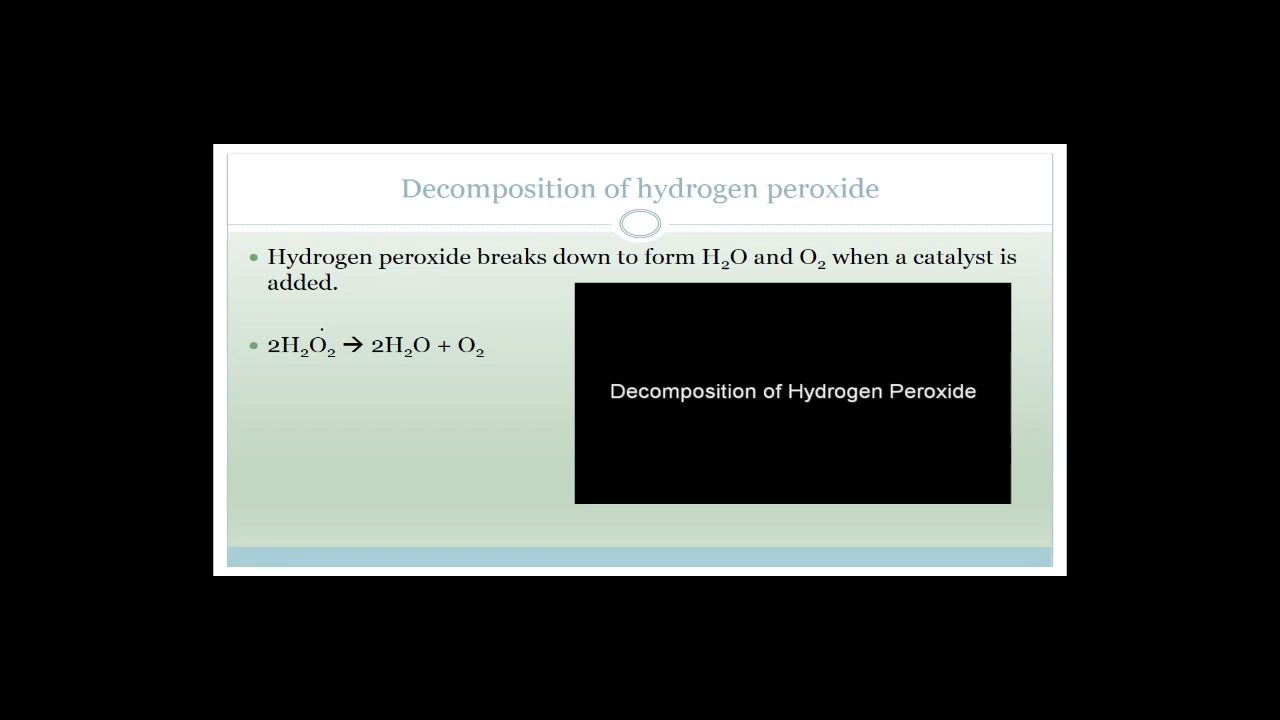 Decomposition of hydrogen peroxide
• Hydrogen peroxide breaks down to form H₂O and O₂ when a catalyst is
added.
• 2H₂O₂ → 2H₂O + O₂
Decomposition of Hydrogen Peroxide